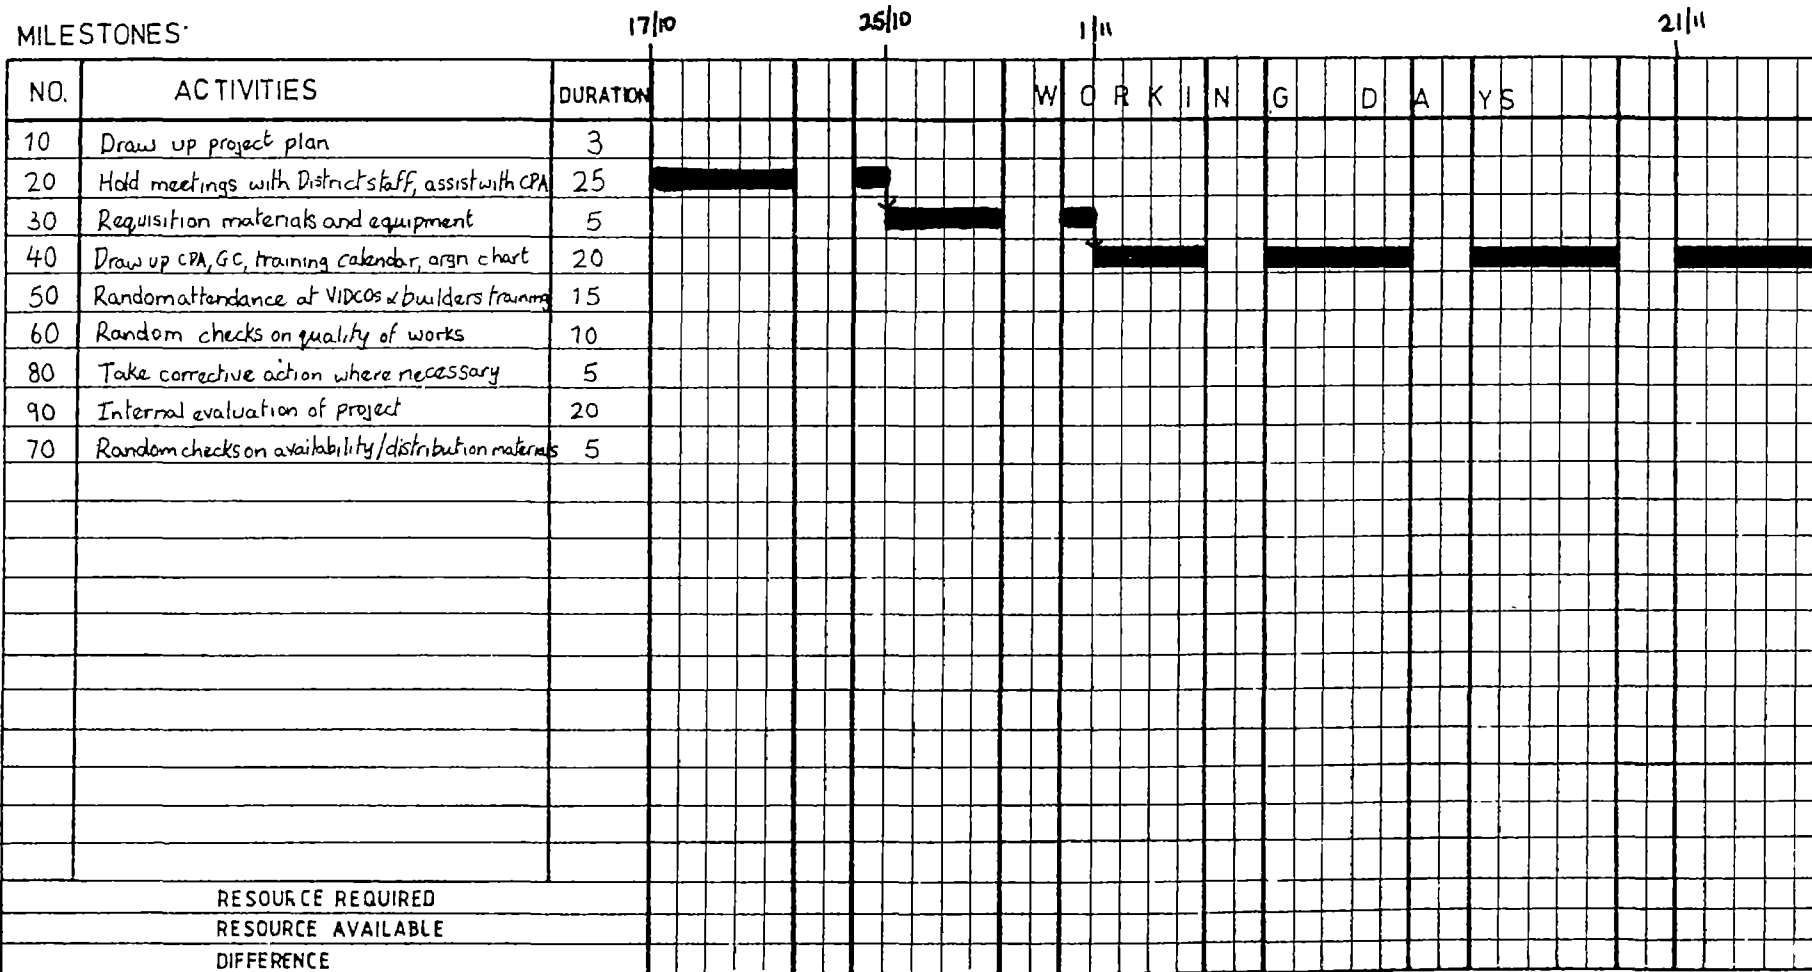 17/10 25/10 1/11 21/11
MILESTONES
NO. ACTIVITIES DURATION WORKING DAYS
10 Draw up project plan 3
20 Hold meetings with District staff, assist with CPA 25
30 Requisition materials and equipment 5
40 Draw up CPA, GC, training calendar, orgn chart 20
50 Random attendance at VIDCOs & builders training 15
60 Random checks on quality of works 10
80 Take corrective action where necessary 5
90 Internal evaluation of project 20
70 Random checks on availability/distribution materials 5
RESOURCE REQUIRED
RESOURCE AVAILABLE
DIFFERENCE